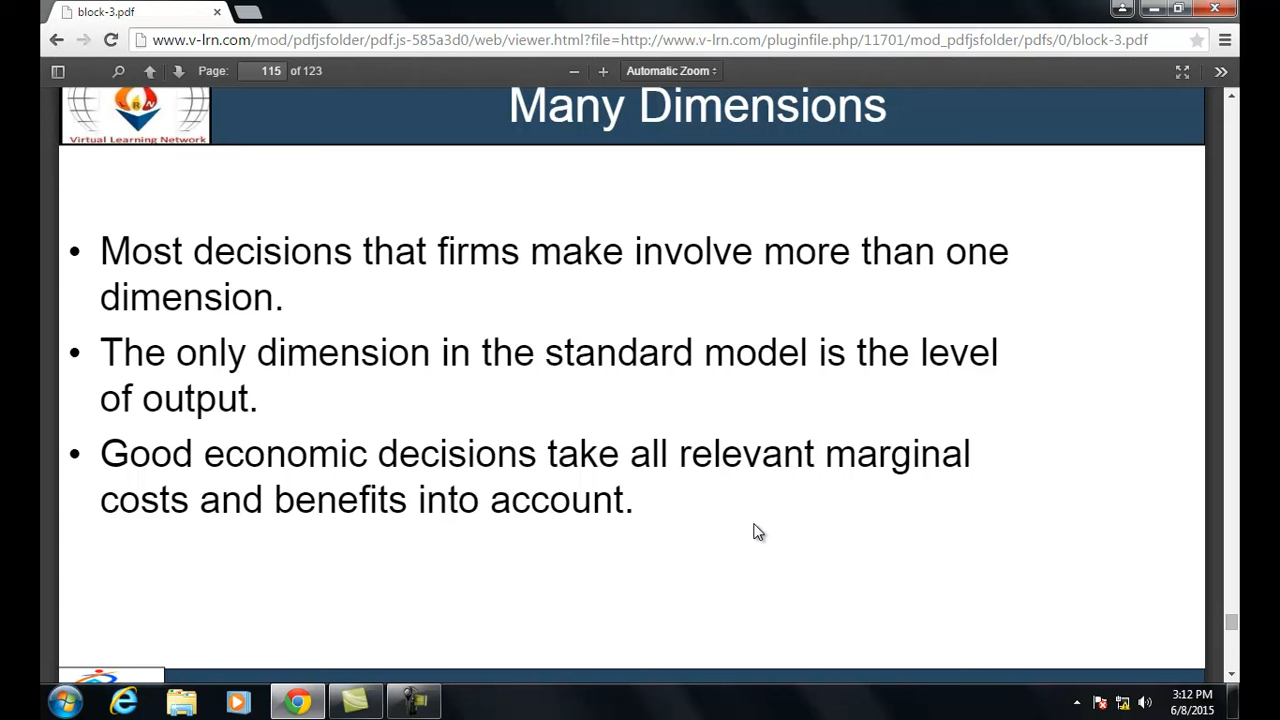 block-3.pdf
www.v-lrn.com/mod/pdfjsfolder/pdf.js-585a3d0/web/viewer.html?file=http://www.v-lrn.com/pluginfile.php/11701/mod_pdfjsfolder/pdfs/0/block-3.pdf
Page: 115 of 123 Automatic Zoom
RN
Virtual Learning Network
Many Dimensions
• Most decisions that firms make involve more than one
dimension.
• The only dimension in the standard model is the level
of output.
• Good economic decisions take all relevant marginal
costs and benefits into account.
3:12 PM
6/8/2015